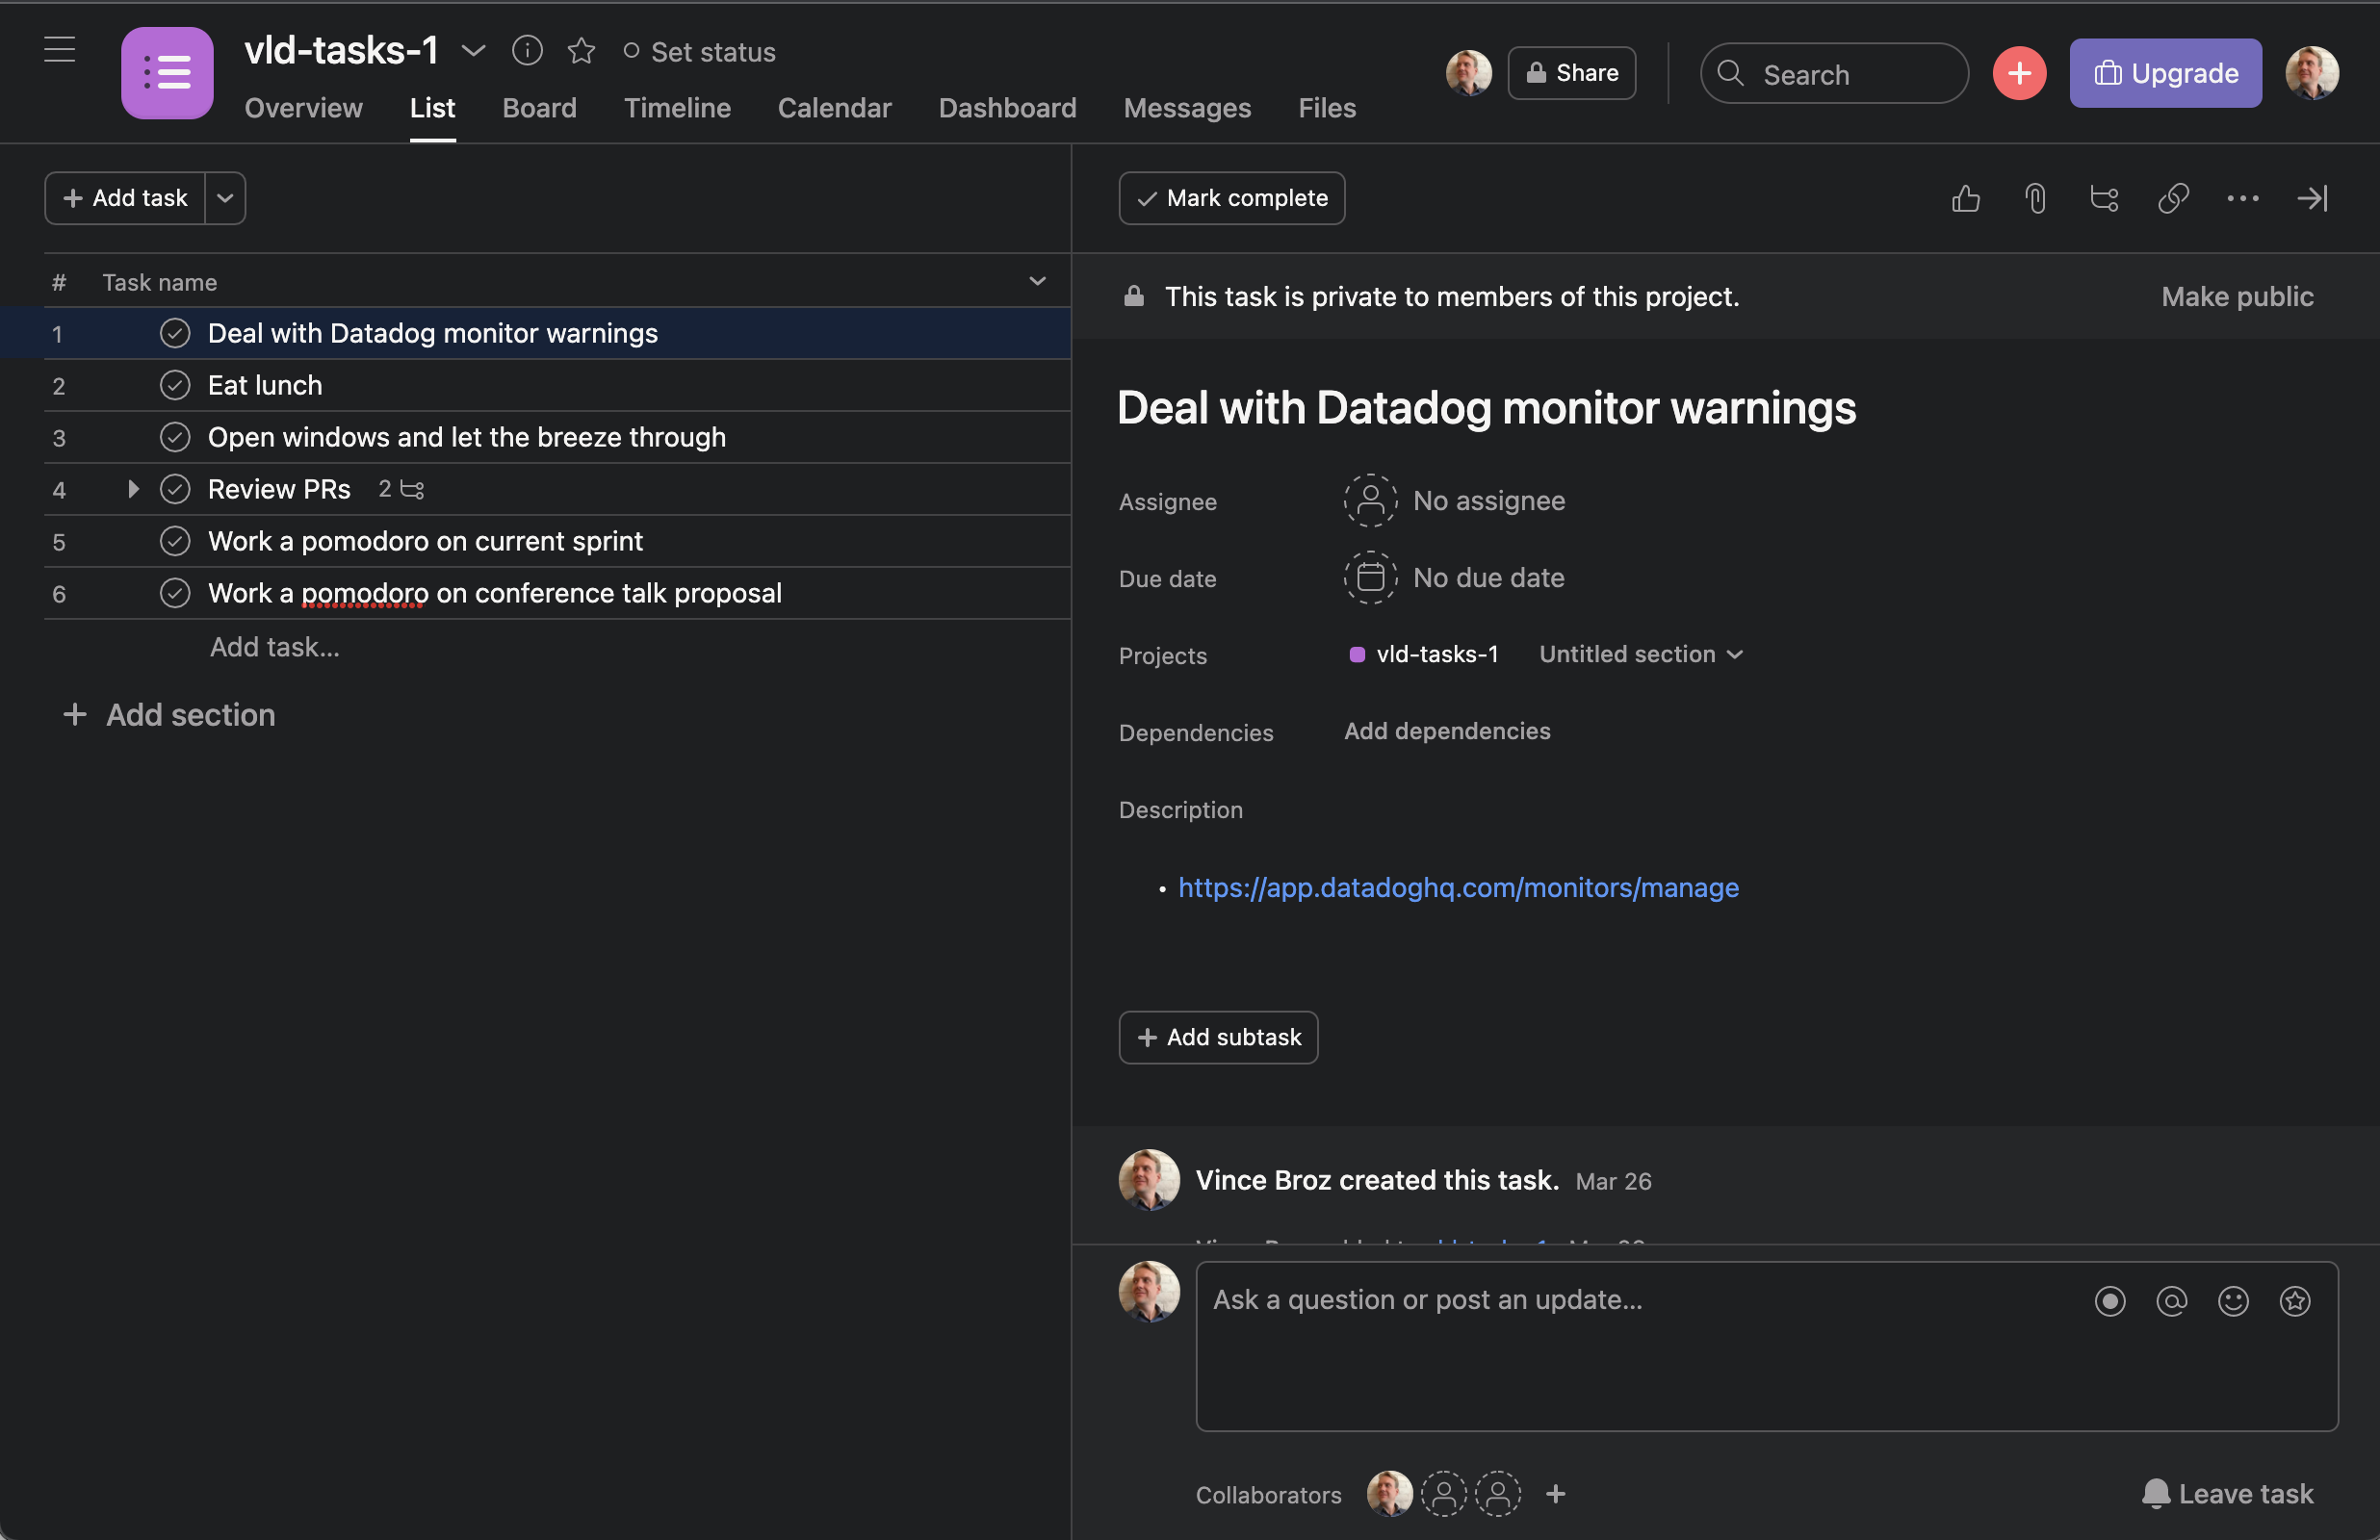 vld-tasks-1
Set status
Overview List Board Timeline Calendar Dashboard Messages Files
Share
Search
Upgrade
Add task
# Task name
1 Deal with Datadog monitor warnings
2 Eat lunch
3 Open windows and let the breeze through
4 Review PRs 2
5 Work a pomodoro on current sprint
6 Work a pomodoro on conference talk proposal
Add task...
+ Add section
Mark complete
This task is private to members of this project.
Make public
Deal with Datadog monitor warnings
Assignee No assignee
Due date No due date
Projects vld-tasks-1 Untitled section
Dependencies Add dependencies
Description
• https://app.datadoghq.com/monitors/manage
+ Add subtask
Vince Broz created this task. Mar 26
Ask a question or post an update...
Collaborators
Leave task